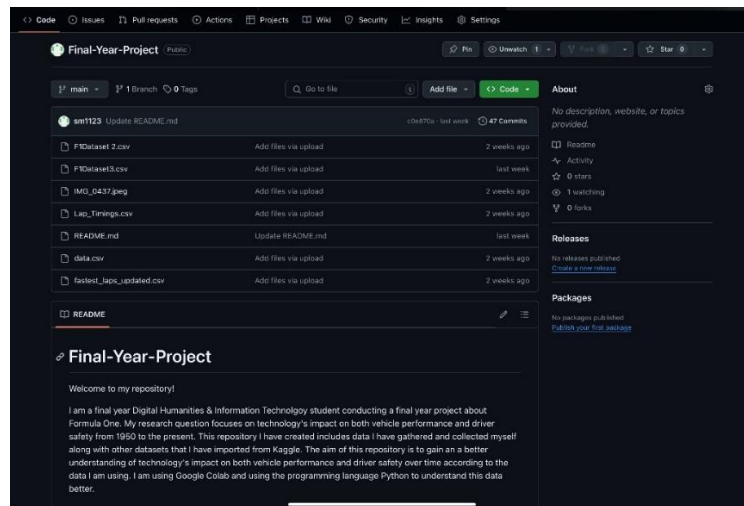 Code Issues Pull requests Actions Projects Wiki Security Insights Settings
Final-Year-Project Public
Pin Unwatch 1 Fork Star 0
main 1 Branch 0 Tags
Go to file
Add file Code
sm1123 Update README.md
last week 47 Commits
F1Dataset 2.csv Add files via upload 2 weeks ago
F1Dataset3.csv Add files via upload last week
IMG_0437.jpeg Add files via upload 2 weeks ago
Lap_Timings.csv Add files via upload 2 weeks ago
README.md Update README.md last week
data.csv Add files via upload 2 weeks ago
fastest_laps_updated.csv Add files via upload 2 weeks ago
README
Final-Year-Project
Welcome to my repository!
I am a final year Digital Humanities & Information Technolgoy student conducting a final year project about
Formula One. My research question focuses on technology's impact on both vehicle performance and driver
safety from 1950 to the present. This repository I have created includes data I have gathered and collected myself
along with other datasets that I have imported from Kaggle. The aim of this repository is to gain an a better
understanding of technology's impact on both vehicle performance and driver safety over time according to the
data I am using. I am using Google Colab and using the programming language Python to understand this data
better.
About
No description, website, or topics
provided.
Readme
Activity
0 stars
1 watching
0 forks
Releases
No releases published
Create a new release
Packages
No packages published
Publish your first package